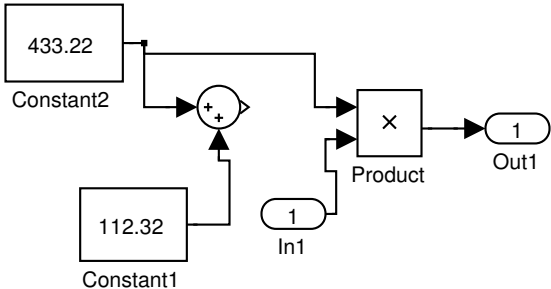 433.22
Constant2
+
+
×
Product
1
Out1
112.32
Constant1
1
In1